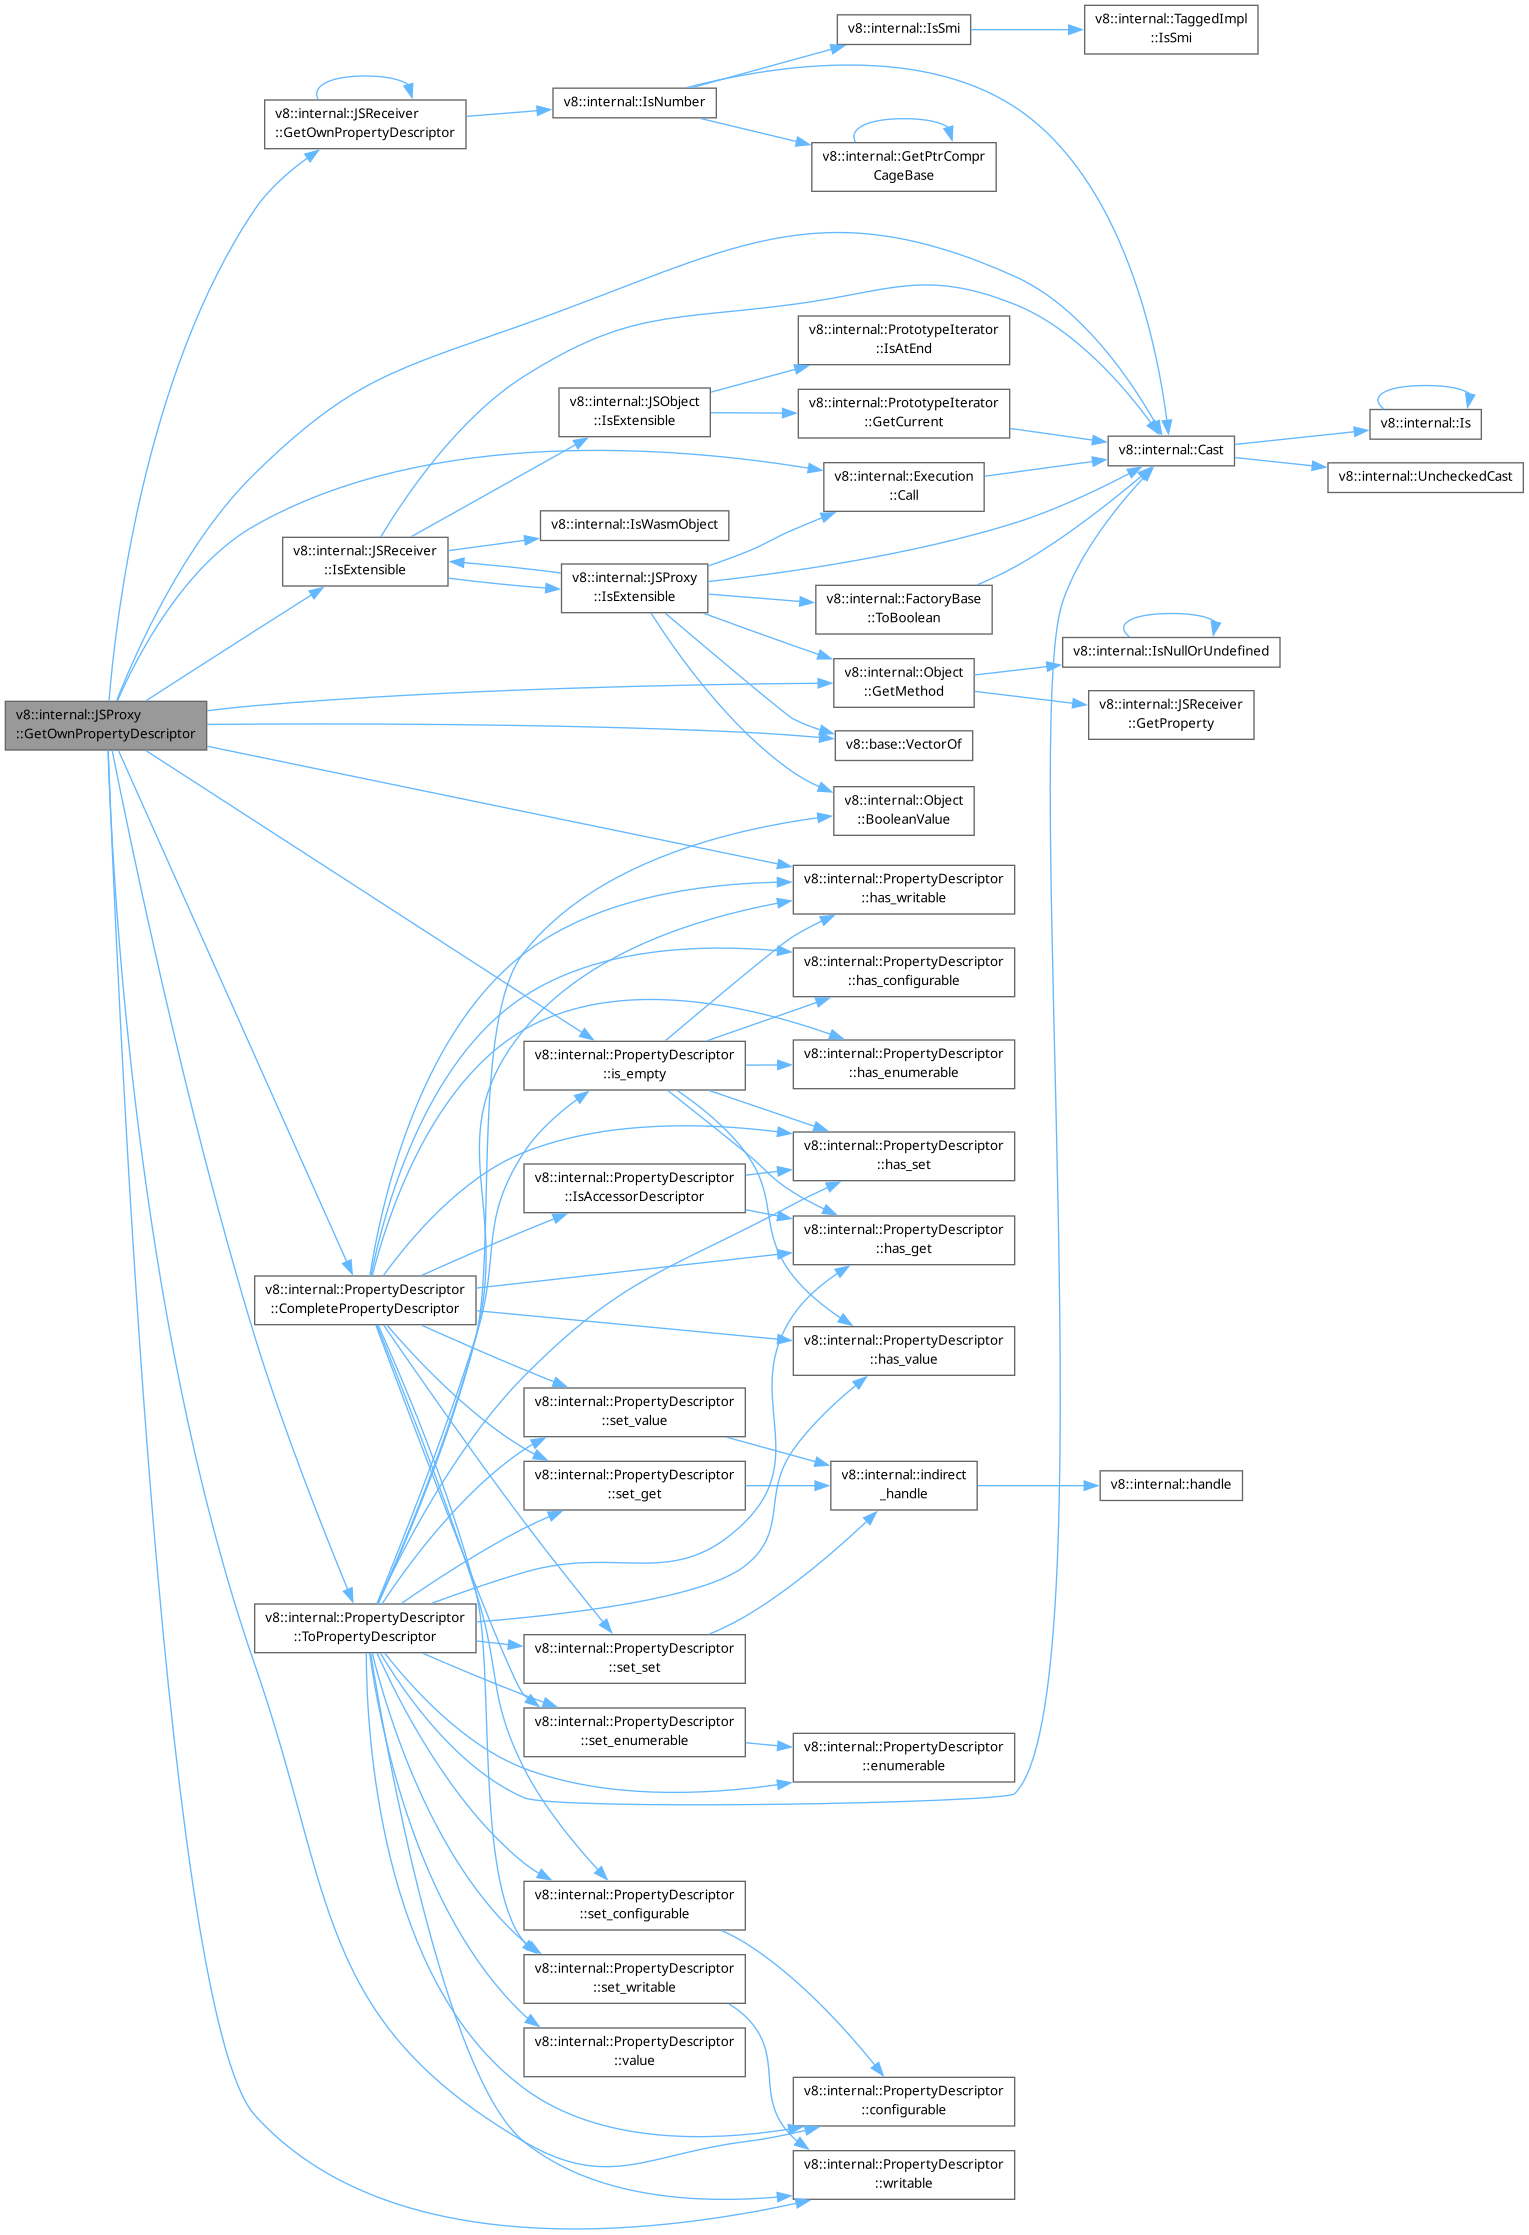 v8::internal::IsSmi
v8::internal::TaggedImpl
::IsSmi
v8::internal::JSReceiver
::GetOwnPropertyDescriptor
v8::internal::IsNumber
v8::internal::GetPtrCompr
CageBase
v8::internal::PrototypeIterator
::IsAtEnd
v8::internal::JSObject
::IsExtensible
v8::internal::PrototypeIterator
::GetCurrent
v8::internal::Is
v8::internal::Cast
v8::internal::UncheckedCast
v8::internal::Execution
::Call
v8::internal::IsWasmObject
v8::internal::JSReceiver
::IsExtensible
v8::internal::JSProxy
::IsExtensible
v8::internal::FactoryBase
::ToBoolean
v8::internal::IsNullOrUndefined
v8::internal::Object
::GetMethod
v8::internal::JSReceiver
::GetProperty
v8::internal::JSProxy
::GetOwnPropertyDescriptor
v8::base::VectorOf
v8::internal::Object
::BooleanValue
v8::internal::PropertyDescriptor
::has_writable
v8::internal::PropertyDescriptor
::has_configurable
v8::internal::PropertyDescriptor
::is_empty
v8::internal::PropertyDescriptor
::has_enumerable
v8::internal::PropertyDescriptor
::has_set
v8::internal::PropertyDescriptor
::IsAccessorDescriptor
v8::internal::PropertyDescriptor
::has_get
v8::internal::PropertyDescriptor
::CompletePropertyDescriptor
v8::internal::PropertyDescriptor
::has_value
v8::internal::PropertyDescriptor
::set_value
v8::internal::PropertyDescriptor
::set_get
v8::internal::indirect
_handle
v8::internal::handle
v8::internal::PropertyDescriptor
::ToPropertyDescriptor
v8::internal::PropertyDescriptor
::set_set
v8::internal::PropertyDescriptor
::set_enumerable
v8::internal::PropertyDescriptor
::enumerable
v8::internal::PropertyDescriptor
::set_configurable
v8::internal::PropertyDescriptor
::set_writable
v8::internal::PropertyDescriptor
::value
v8::internal::PropertyDescriptor
::configurable
v8::internal::PropertyDescriptor
::writable